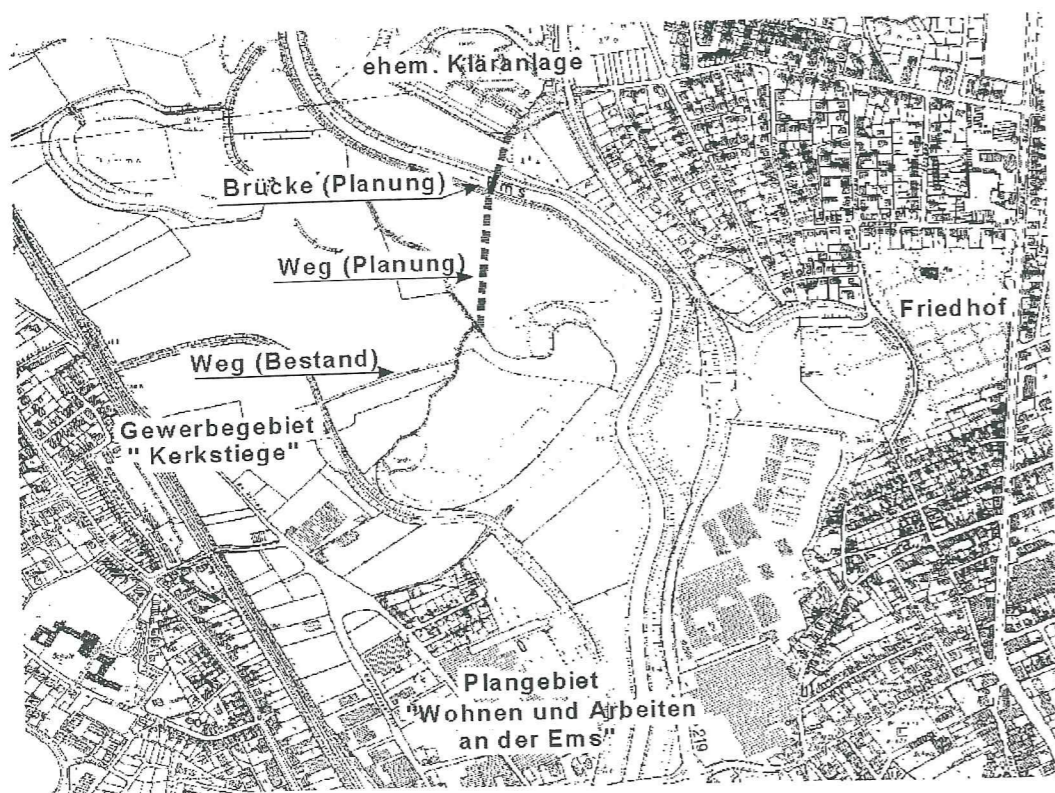 ehem. Kläranlage
Brücke (Planung)
m s
Weg (Planung)
Friedhof
Weg (Bestand)
Gewerbegebiet
" Kerkstiege"
Plangebiet
"Wohnen und Arbeiten
an der Ems"
219